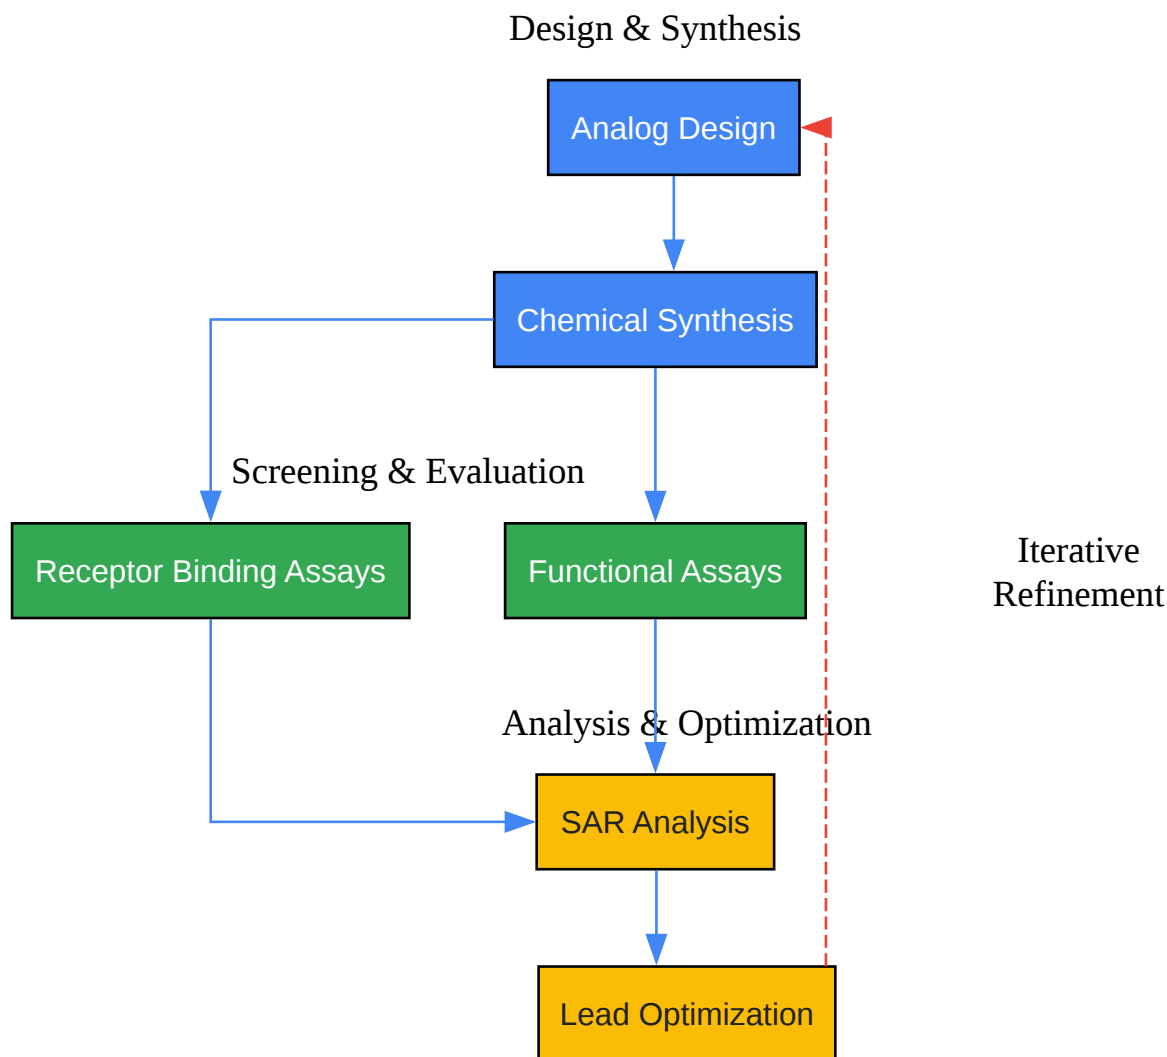 Design & Synthesis
Analog Design
Chemical Synthesis
Screening & Evaluation
Receptor Binding Assays
Functional Assays
Iterative
Refinement
Analysis & Optimization
SAR Analysis
Lead Optimization